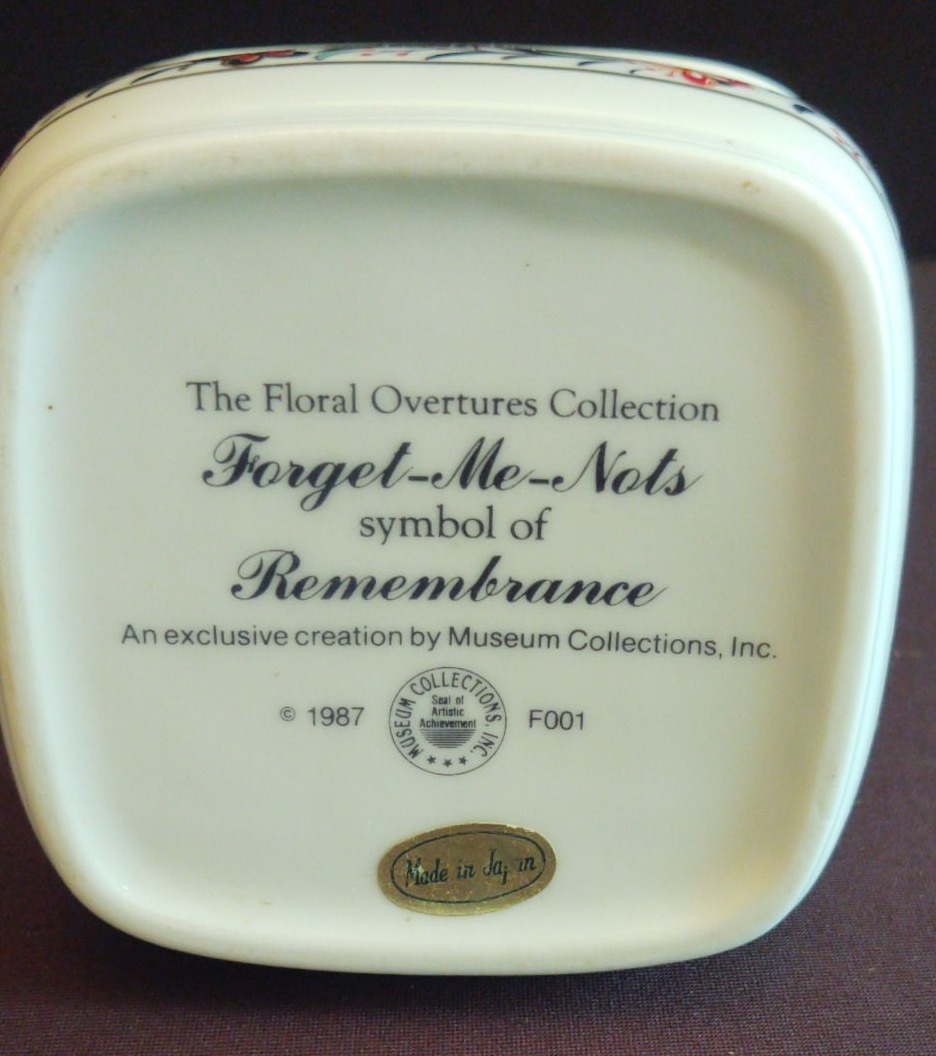 The Floral Overtures Collection
Forget-Me-Nots
symbol of
Remembrance
An exclusive creation by Museum Collections, Inc.
© 1987
MUSEUM COLLECTIONS, INC.
Seal of
Artistic
Achievement
F001
Made in Japan